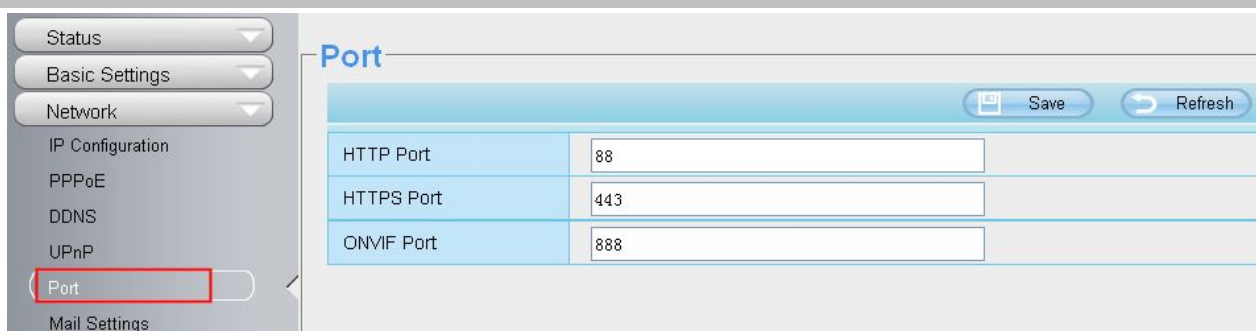 Status
Basic Settings
Network
IP Configuration
PPPoE
DDNS
UPnP
Port
Mail Settings
Port
Save Refresh
HTTP Port 88
HTTPS Port 443
ONVIF Port 888